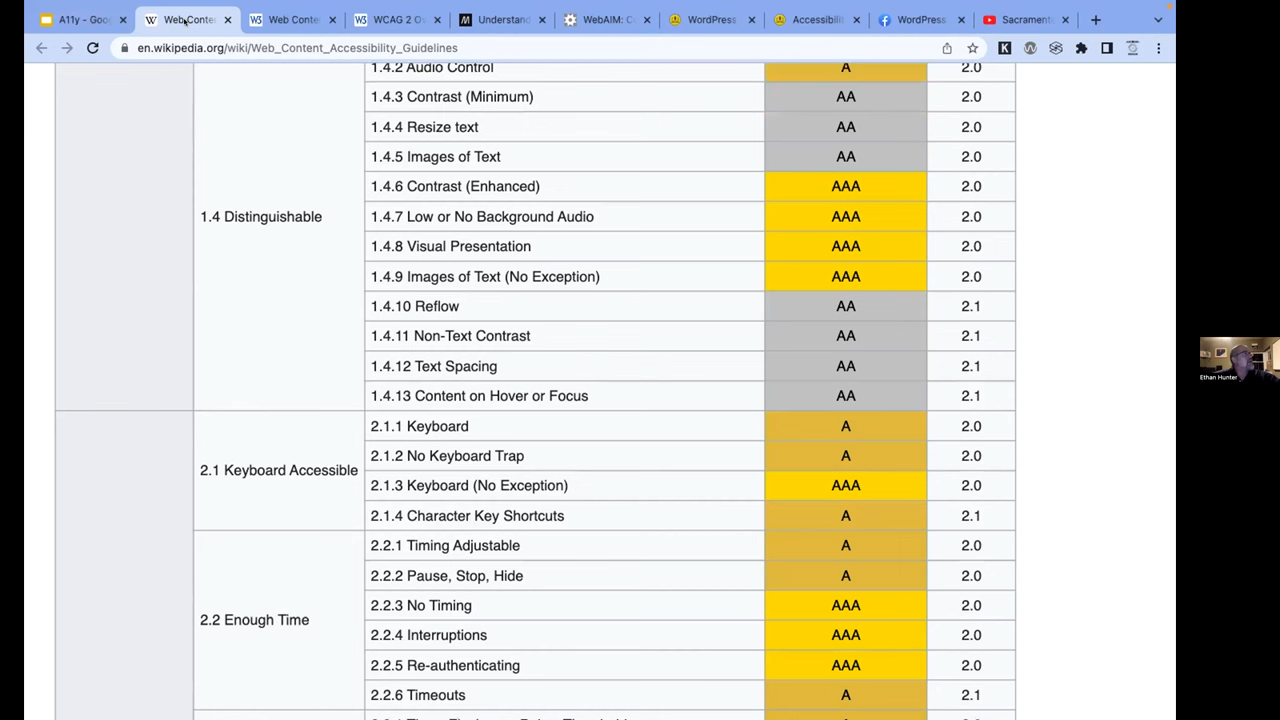 A11y - Goo
Web Conte
Web Conten
WCAG 2 Ov
Understan
WebAIM: C
WordPress
Accessibili
WordPress
Sacrament
en.wikipedia.org/wiki/Web_Content_Accessibility_Guidelines
1.4.2 Audio Control A 2.0
1.4.3 Contrast (Minimum) AA 2.0
1.4.4 Resize text AA 2.0
1.4.5 Images of Text AA 2.0
1.4.6 Contrast (Enhanced) AAA 2.0
1.4 Distinguishable 1.4.7 Low or No Background Audio AAA 2.0
1.4.8 Visual Presentation AAA 2.0
1.4.9 Images of Text (No Exception) AAA 2.0
1.4.10 Reflow AA 2.1
1.4.11 Non-Text Contrast AA 2.1
1.4.12 Text Spacing AA 2.1
1.4.13 Content on Hover or Focus AA 2.1
2.1.1 Keyboard A 2.0
2.1.2 No Keyboard Trap A 2.0
2.1 Keyboard Accessible
2.1.3 Keyboard (No Exception) AAA 2.0
2.1.4 Character Key Shortcuts A 2.1
2.2.1 Timing Adjustable A 2.0
2.2.2 Pause, Stop, Hide A 2.0
2.2.3 No Timing AAA 2.0
2.2 Enough Time
2.2.4 Interruptions AAA 2.0
2.2.5 Re-authenticating AAA 2.0
2.2.6 Timeouts A 2.1
Ethan Hunter